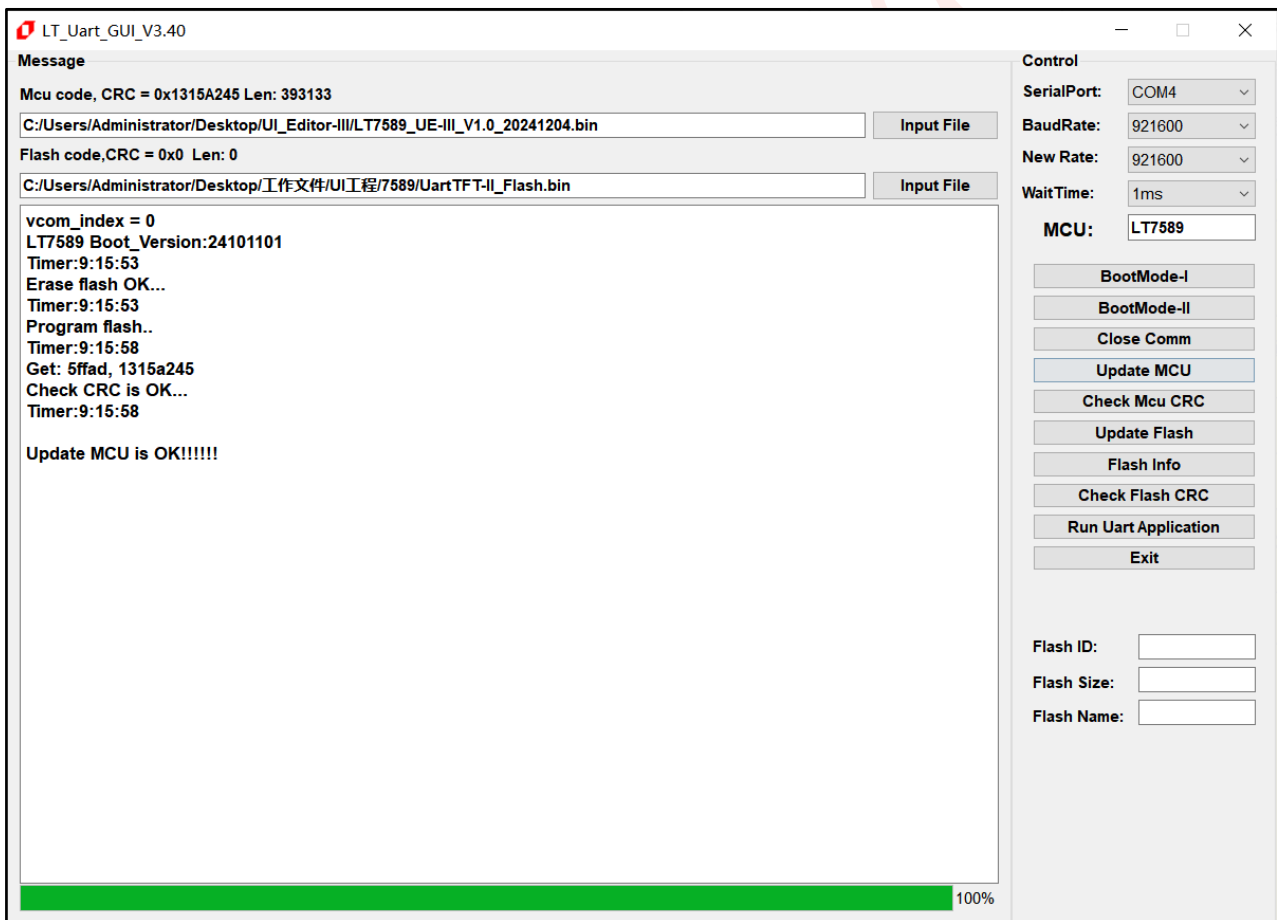 LT_Uart_GUI_V3.40
Message
Mcu code, CRC = 0x1315A245 Len: 393133
C:/Users/Administrator/Desktop/UI_Editor-III/LT7589_UE-III_V1.0_20241204.bin
Input File
Flash code,CRC = 0x0 Len: 0
C:/Users/Administrator/Desktop/工作文件/UI工程/7589/UartTFT-II_Flash.bin
Input File
vcom_index = 0
LT7589 Boot_Version:24101101
Timer:9:15:53
Erase flash OK...
Timer:9:15:53
Program flash..
Timer:9:15:58
Get: 5ffad, 1315a245
Check CRC is OK...
Timer:9:15:58
Update MCU is OK!!!!!!
100%
Control
SerialPort: COM4
BaudRate: 921600
New Rate: 921600
WaitTime: 1ms
MCU: LT7589
BootMode-I
BootMode-II
Close Comm
Update MCU
Check Mcu CRC
Update Flash
Flash Info
Check Flash CRC
Run Uart Application
Exit
Flash ID:
Flash Size:
Flash Name: